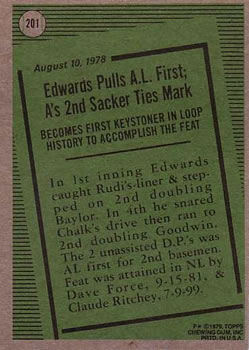 201
August 10, 1978
Edwards Pulls A.L. First;
A's 2nd Sacker Ties Mark
BECOMES FIRST KEYSTONER IN LOOP
HISTORY TO ACCOMPLISH THE FEAT
In 1st inning Edwards
caught Rudi's liner & step-
ped on 2nd doubling
Baylor. In 4th he snared
Chalk's drive then ran to
2nd doubling Goodwin.
The 2 unassisted D.P.'s was
AL first for 2nd basemen.
Feat was attained in NL by
Dave Force, 9-15-81, &
Claude Ritchey, 7-9-99.
F* © 1979, TOPPS
CHEWING GUM, INC.
PRTD. IN U.S.A.